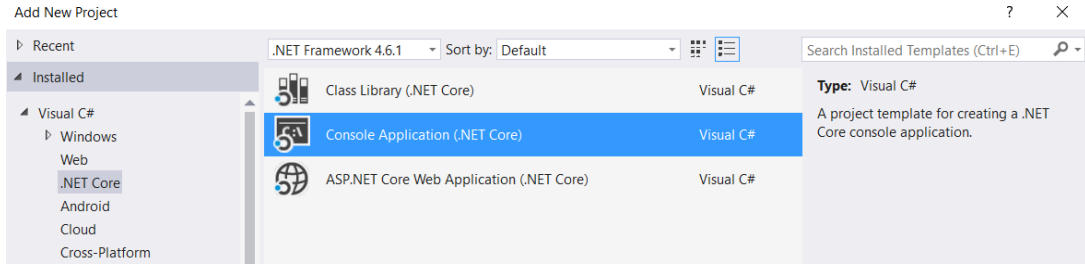 Add New Project ? ×
Recent
Installed
Visual C#
Windows
Web
.NET Core
Android
Cloud
Cross-Platform
.NET Framework 4.6.1 Sort by: Default
Class Library (.NET Core) Visual C#
Console Application (.NET Core) Visual C#
ASP.NET Core Web Application (.NET Core) Visual C#
Search Installed Templates (Ctrl+E)
Type: Visual C#
A project template for creating a .NET
Core console application.